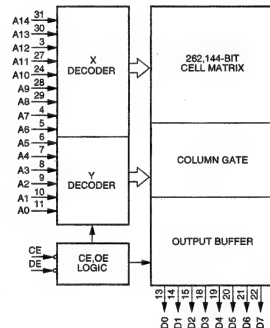 A14 31
A13 30
A12 3
A11 27
A10 24
A9 28
A8 29
A7 4
A6 5
A5 6
A4 7
A3 8
A2 9
A1 10
A0 11
X
DECODER
Y
DECODER
262,144-BIT
CELL MATRIX
COLUMN GATE
OUTPUT BUFFER
CE
DE
CE,OE
LOGIC
13 14 15 18 19 20 21 22
D0 D1 D2 D3 D4 D5 D6 D7